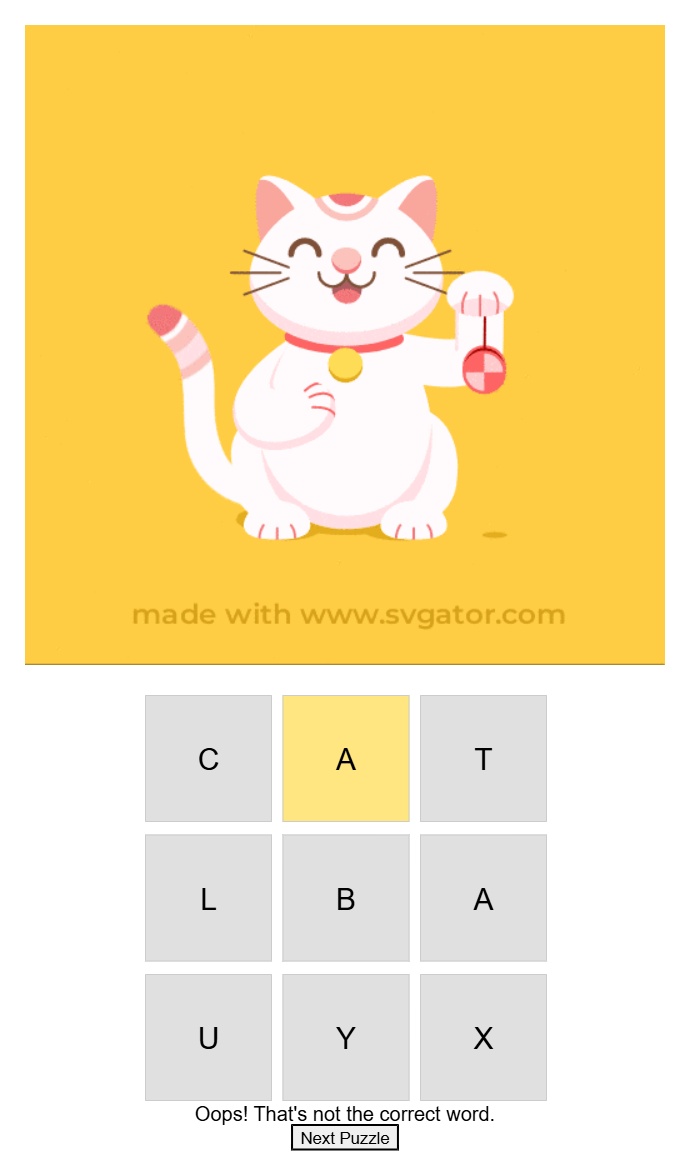 made with www.svgator.com
C A T
L B A
U Y X
Oops! That's not the correct word.
Next Puzzle